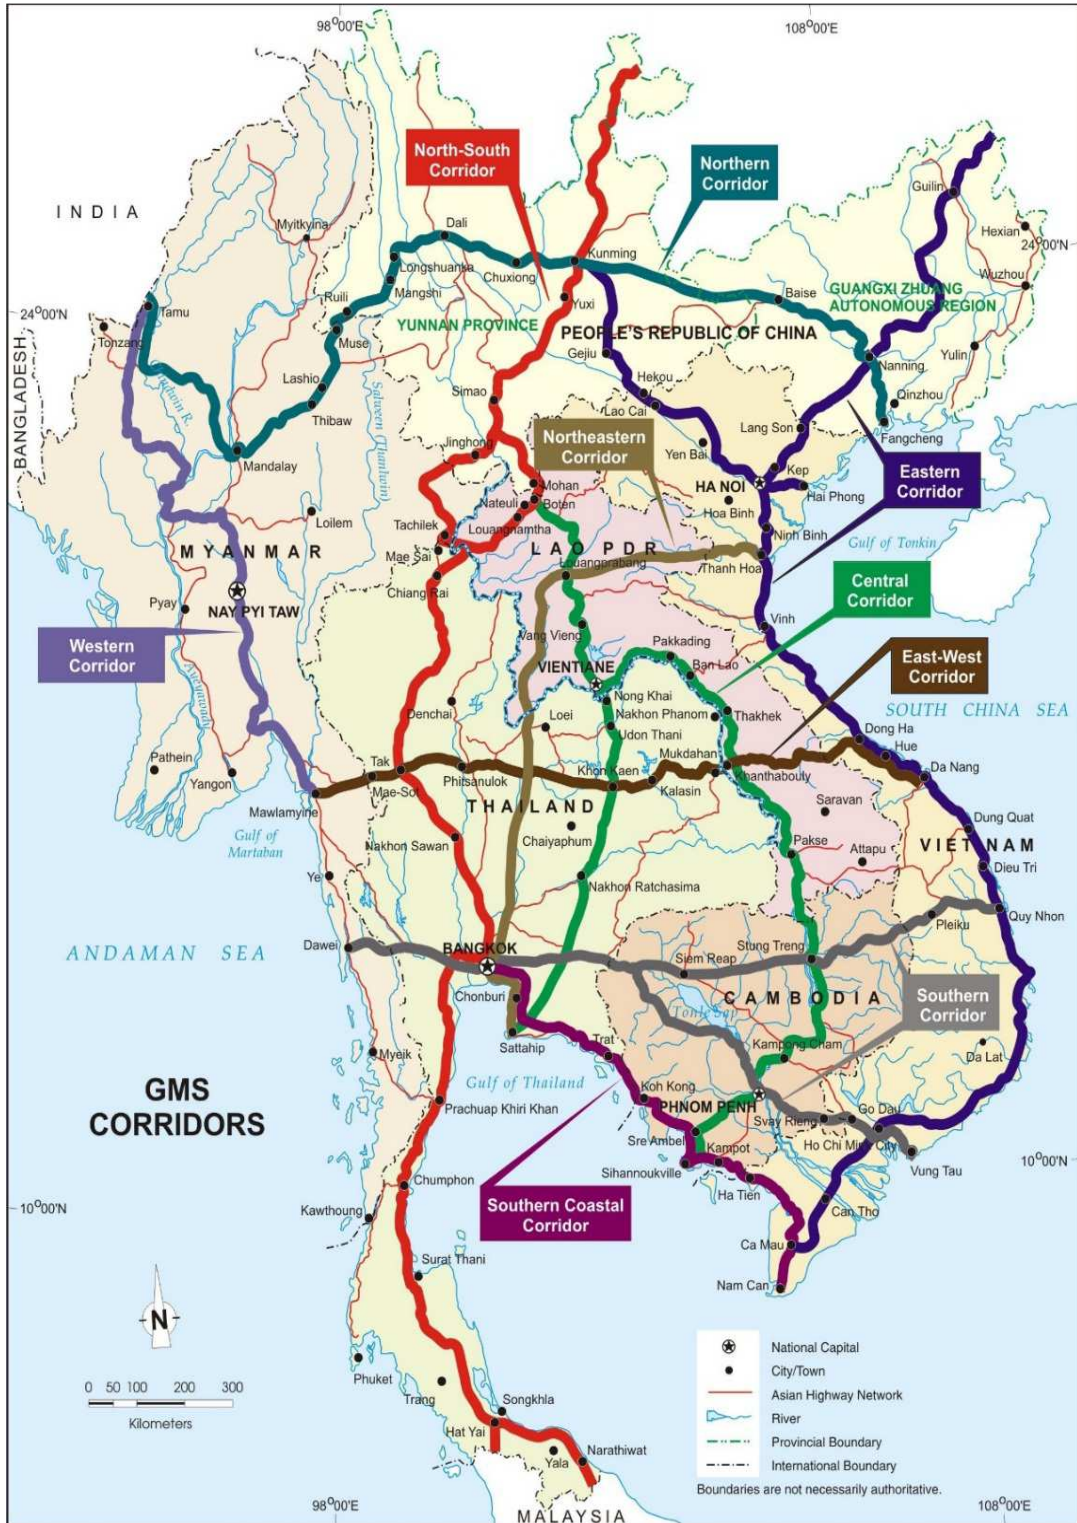 98°00'E
108°00'E
North-South
Corridor
Northern
Corridor
INDIA
Guilin
Myitkyina
Dali
Hexian
24°00'N
Kunming
Longshuanka
Chuxiong
Wuzhou
Mangshi
GUANGXI ZHUANG
AUTONOMOUS REGION
Baise
Yuxi
24°00'N
Tamu
Ruili
YUNNAN PROVINCE
PEOPLE'S REPUBLIC OF CHINA
Tonzang
Muse
Gejiu
Yulin
Nanning
BANGLADESH
Lashio
Simao
Hekou
Lao Cai
Qinzhou
Thibaw
Salween (Thanlwin)
Northeastern
Corridor
Lang Son
Fangcheng
Jinghong
Yen Bai
Mandalay
Kep
Eastern
Corridor
HA NOI
Hai Phong
Mohan
Nateuli
Boten
Hoa Binh
Loilem
Louangnamtha
Tachilek
Ninh Binh
Gulf of Tonkin
MYANMAR
Mae Sai
LAO PDR
Thanh Hoa
Louangprabang
Chiang Rai
Central
Corridor
NAY PYI TAW
Pyay
Vinh
Western
Corridor
Vang Vieng
Pakkading
VIENTIANE
Ban Lao
East-West
Corridor
Nong Khai
Denchai
Loei
Nakhon Phanom
Thakhek
SOUTH CHINA SEA
Udon Thani
Dong Ha
Pathein
Yangon
Tak
Phitsanulok
Mukdahan
Hue
Khon Kaen
Khanthabouly
Da Nang
Mae-Sot
Kalasin
Mawlamyine
THAILAND
Saravan
Gulf of
Martaban
Chaiyaphum
Dung Quat
Nakhon Sawan
Pakse
VIET NAM
Attapu
Dieu Tri
Ye
Nakhon Ratchasima
Pleiku
Quy Nhon
ANDAMAN SEA
Dawei
BANGKOK
Stung Treng
Siem Reap
Chonburi
CAMBODIA
Southern
Corridor
Tonle Sap
Sattahip
Kampong Cham
Myeik
Trat
Da Lat
GMS
CORRIDORS
Gulf of Thailand
Koh Kong
Prachuap Khiri Khan
PHNOM PENH
Go Dau
Svay Rieng
Ho Chi Minh City
Sre Ambel
Kampot
Vung Tau
10°00'N
Sihannoukville
Chumphon
Southern Coastal
Corridor
Ha Tien
Can Tho
10°00'N
Kawthoung
Ca Mau
Surat Thani
Nam Can
N
National Capital
City/Town
Phuket
Asian Highway Network
0 50 100 200 300
Trang
Songkhla
River
Kilometers
Hat Yai
Provincial Boundary
Yala
Narathiwat
International Boundary
Boundaries are not necessarily authoritative.
98°00'E
108°00'E
MALAYSIA